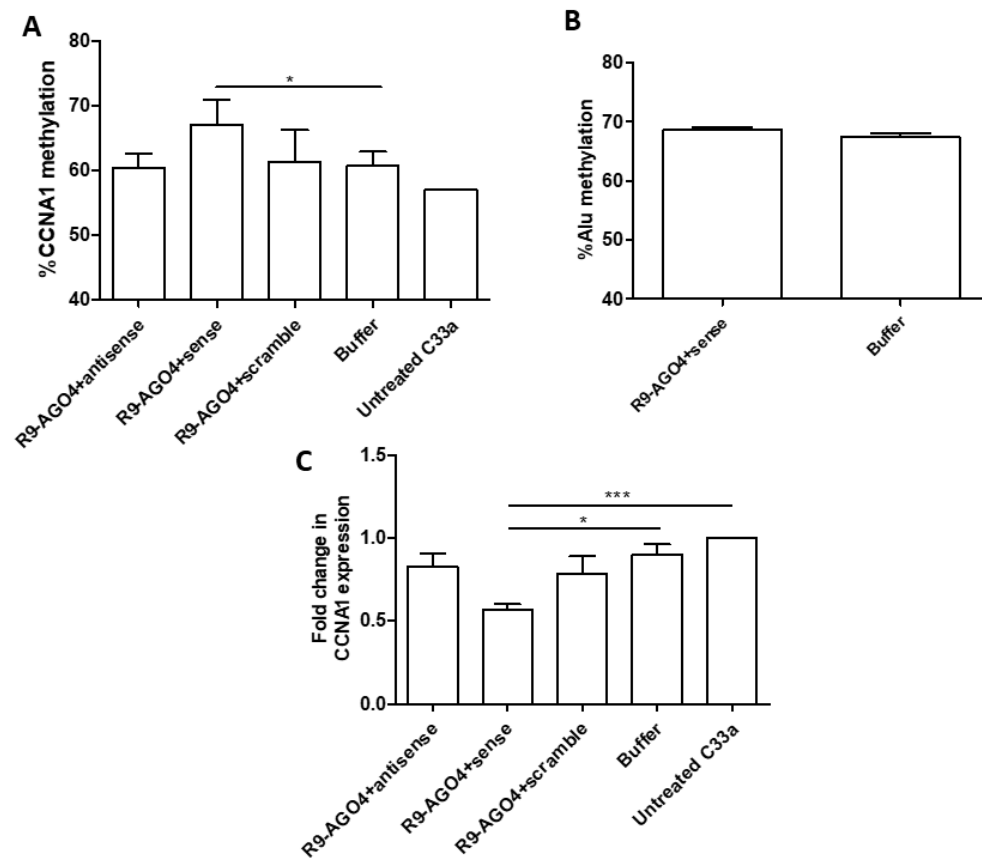 A
%CCNA1 methylation
80
70
60
50
40
*
R9-AGO4+antisense
R9-AGO4+sense
R9-AGO4+scramble
Buffer
Untreated C33a
B
%Alu methylation
80
70
60
50
40
R9-AGO4+sense
Buffer
C
Fold change in
CCNA1 expression
1.5
1.0
0.5
0.0
***
*
R9-AGO4+antisense
R9-AGO4+sense
R9-AGO4+scramble
Buffer
Untreated C33a